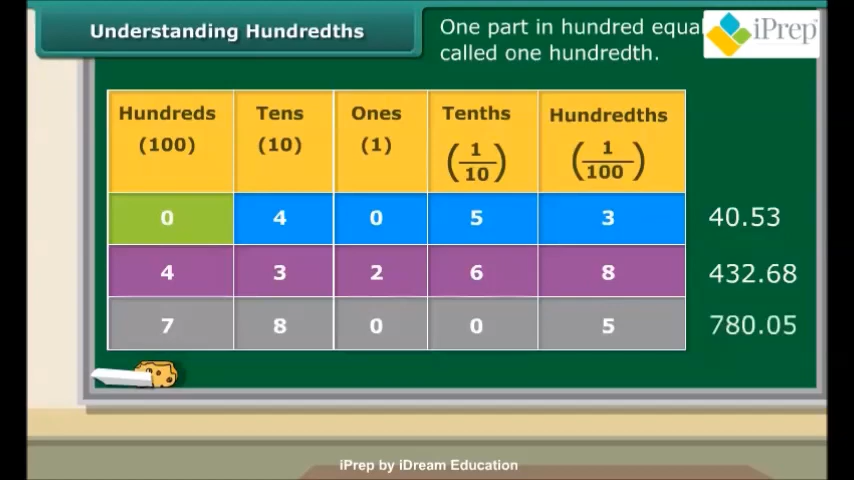 Understanding Hundredths
One part in hundred equa
called one hundredth.
iPrep
Hundreds Tens Ones Tenths Hundredths
(100) (10) (1) (1/10) (1/100)
0 4 0 5 3 40.53
4 3 2 6 8 432.68
7 8 0 0 5 780.05
iPrep by iDream Education